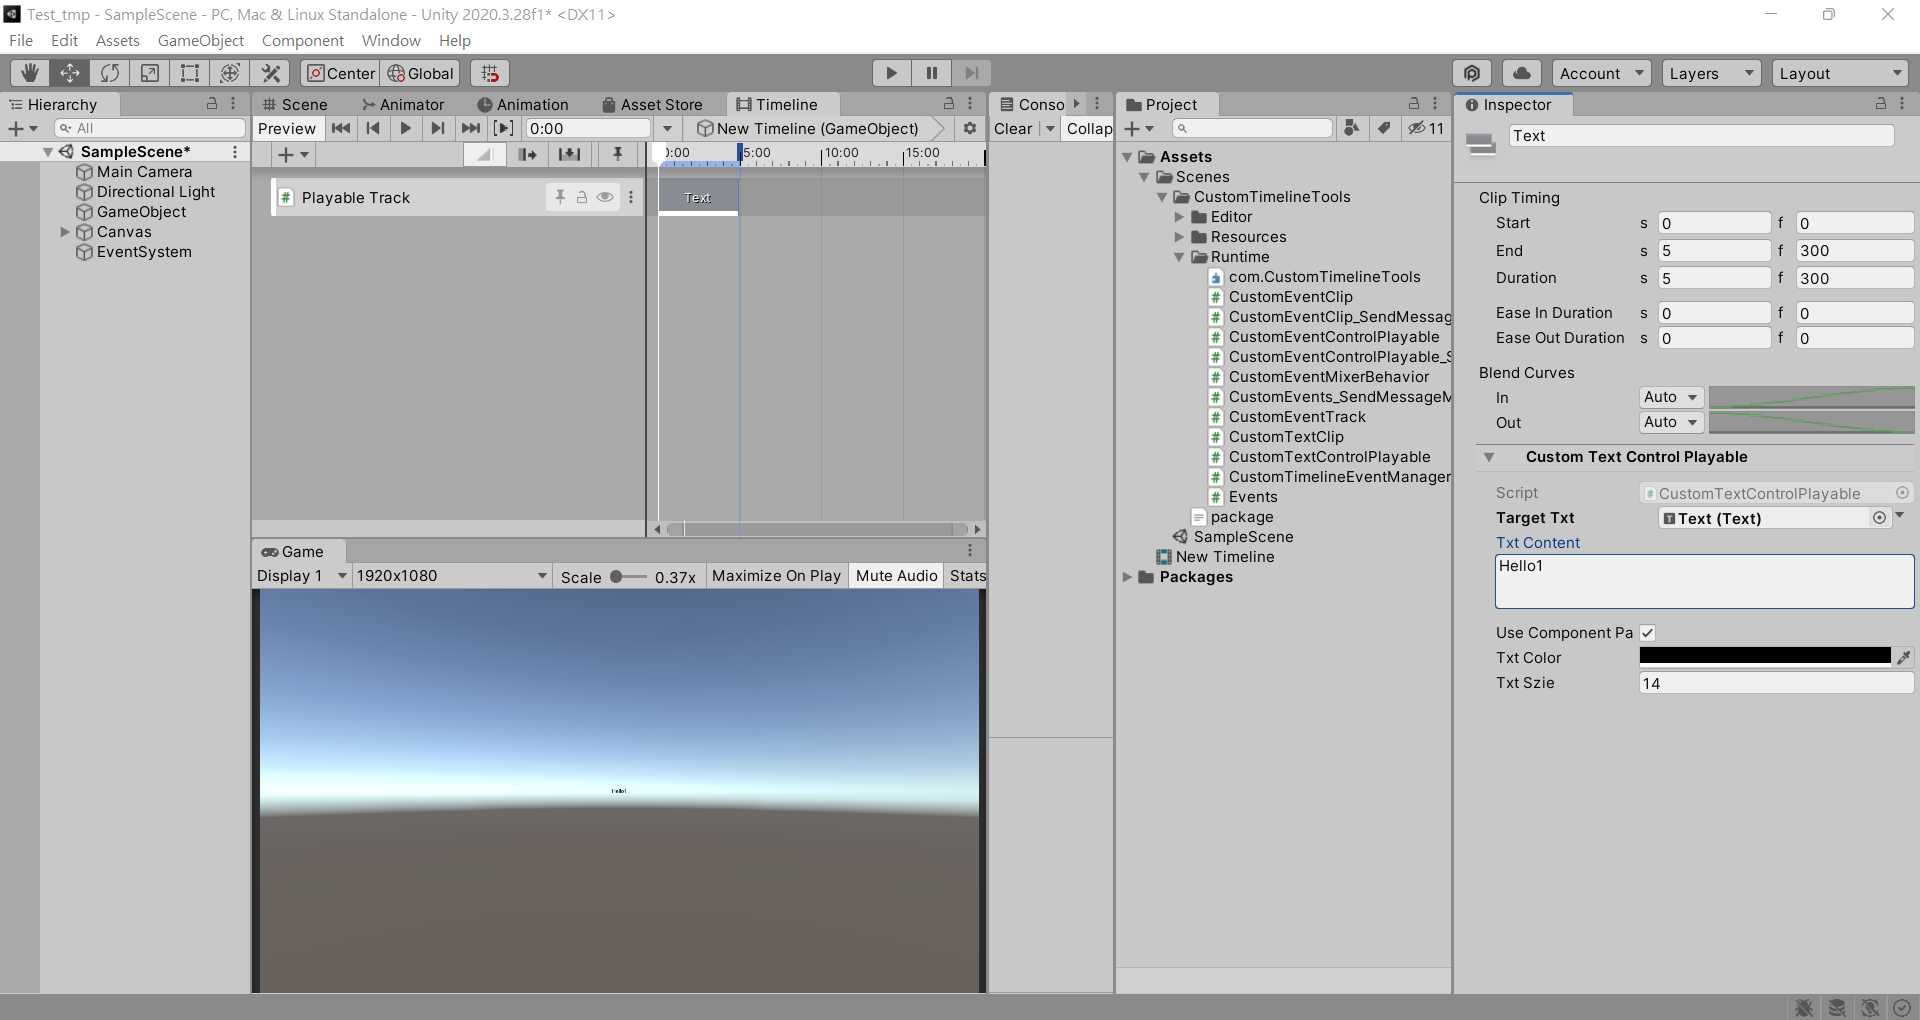 Test_tmp - SampleScene - PC, Mac & Linux Standalone - Unity 2020.3.28f1* <DX11>
File Edit Assets GameObject Component Window Help
Center Global Account Layers Layout
Hierarchy
All
SampleScene*
Main Camera
Directional Light
GameObject
Canvas
EventSystem
Scene Animator Animation Asset Store Timeline
Preview 0:00 New Timeline (GameObject)
0:00 5:00 10:00 15:00
Playable Track
Text
Game
Display 1 1920x1080 Scale 0.37x Maximize On Play Mute Audio Stats
Hello1
Conso
Clear Collap
Project
11
Assets
Scenes
CustomTimelineTools
Editor
Resources
Runtime
com.CustomTimelineTools
CustomEventClip
CustomEventClip_SendMessag
CustomEventControlPlayable
CustomEventControlPlayable_S
CustomEventMixerBehavior
CustomEvents_SendMessageM
CustomEventTrack
CustomTextClip
CustomTextControlPlayable
CustomTimelineEventManager
Events
package
SampleScene
New Timeline
Packages
Inspector
Text
Clip Timing
Start s 0 f 0
End s 5 f 300
Duration s 5 f 300
Ease In Duration s 0 f 0
Ease Out Duration s 0 f 0
Blend Curves
In Auto
Out Auto
Custom Text Control Playable
Script CustomTextControlPlayable
Target Txt Text (Text)
Txt Content
Hello1
Use Component Pa
Txt Color
Txt Szie 14